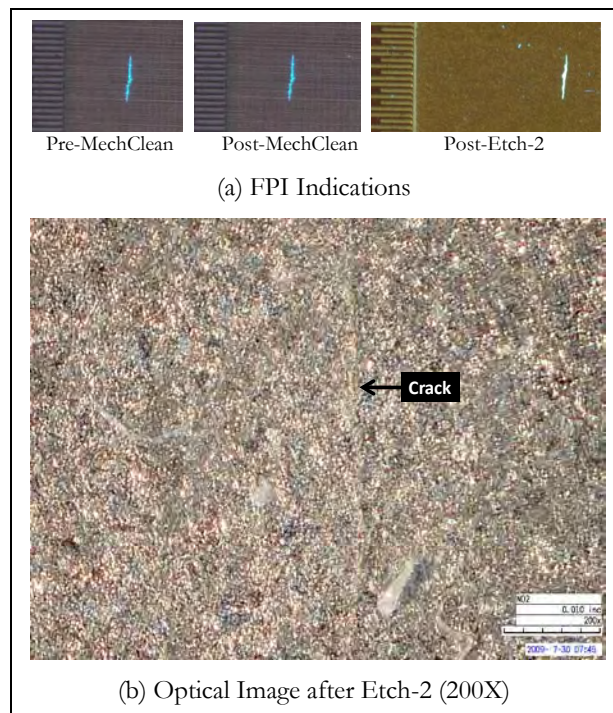 Pre-MechClean
Post-MechClean
Post-Etch-2
(a) FPI Indications
Crack
NO2
0.010 inc
200x
2009- 7-30 07:45
(b) Optical Image after Etch-2 (200X)